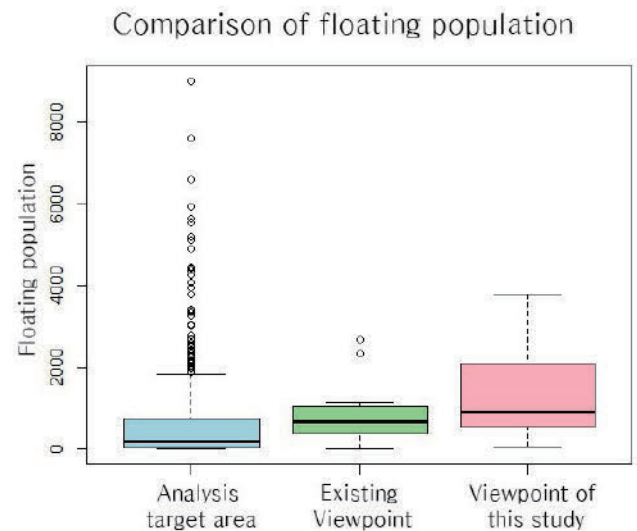 Comparison of floating population
Floating population
8000
6000
4000
2000
0
Analysis
target area
Existing
Viewpoint
Viewpoint of
this study